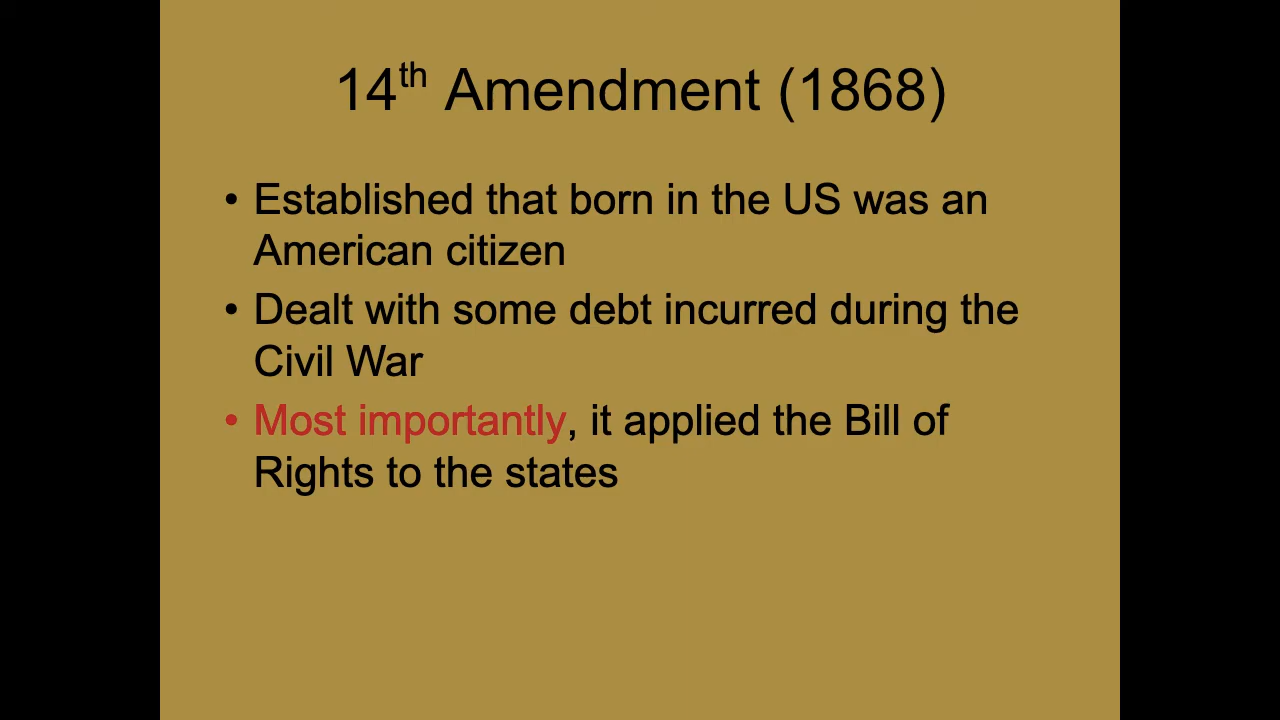 14th Amendment (1868)
• Established that born in the US was an
American citizen
• Dealt with some debt incurred during the
Civil War
• Most importantly, it applied the Bill of
Rights to the states